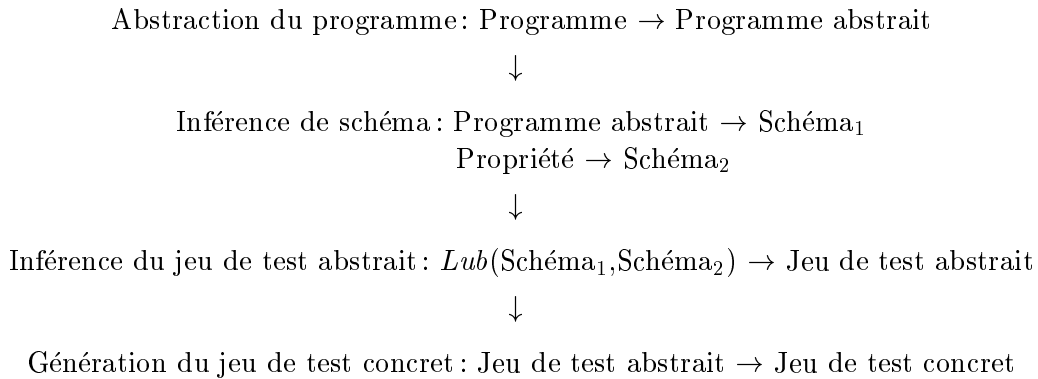 Abstraction du programme : Programme → Programme abstrait
↓
Inférence de schéma : Programme abstrait → Schéma₁
Propriété → Schéma₂
↓
Inférence du jeu de test abstrait : Lub(Schéma₁,Schéma₂) → Jeu de test abstrait
↓
Génération du jeu de test concret : Jeu de test abstrait → Jeu de test concret